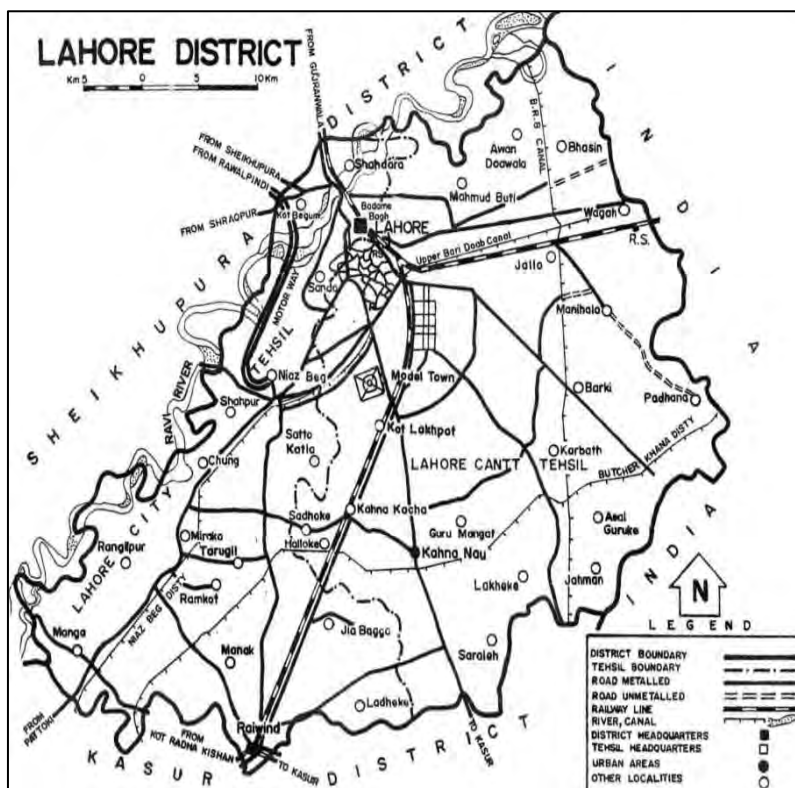 LAHORE DISTRICT
Km 5 0 5 10 Km
FROM GUJRANWALA
DISTRICT
INDIA
FROM SHEIKHUPURA
FROM RAWALPINDI
FROM SHRAQPUR
SHEIKHUPURA
Shahdara
Awan
Daawala
Bhasin
B.R.B CANAL
Mahmud Buti
Kot Begum
Badame
Bagh
LAHORE
Wagah
R.S.
R.S.
Upper Bari Doab Canal
Jallo
Sanda
MOTOR WAY
Manihala
LAHORE CITY TEHSIL
Niaz Beg
Model Town
Barki
Padhana
RAVI RIVER
Shahpur
Kot Lakhpat
Satto
Katla
Karbath
LAHORE CANTT TEHSIL
BUTCHER KHANA DISTY
Chung
Kahna Kacha
Sadhoke
Guru Mangat
Asal
Guruke
Miraka
Halloke
Kahna Nau
Rangilpur
Tarugil
INDIA
Jahman
Lakheke
Ramkot
NIAZ BEG DISTY
N
Jia Bagga
Manga
Manak
Saraleh
Ladheke
FROM
PATTOKI
Raiwind
FROM
KOT RADHA KISHAN
TO KASUR
TO KASUR
KASUR DISTRICT
LEGEND
DISTRICT BOUNDARY
TEHSIL BOUNDARY
ROAD METALLED
ROAD UNMETALLED
RAILWAY LINE
RIVER, CANAL
DISTRICT HEADQUARTERS
TEHSIL HEADQUARTERS
URBAN AREAS
OTHER LOCALITIES